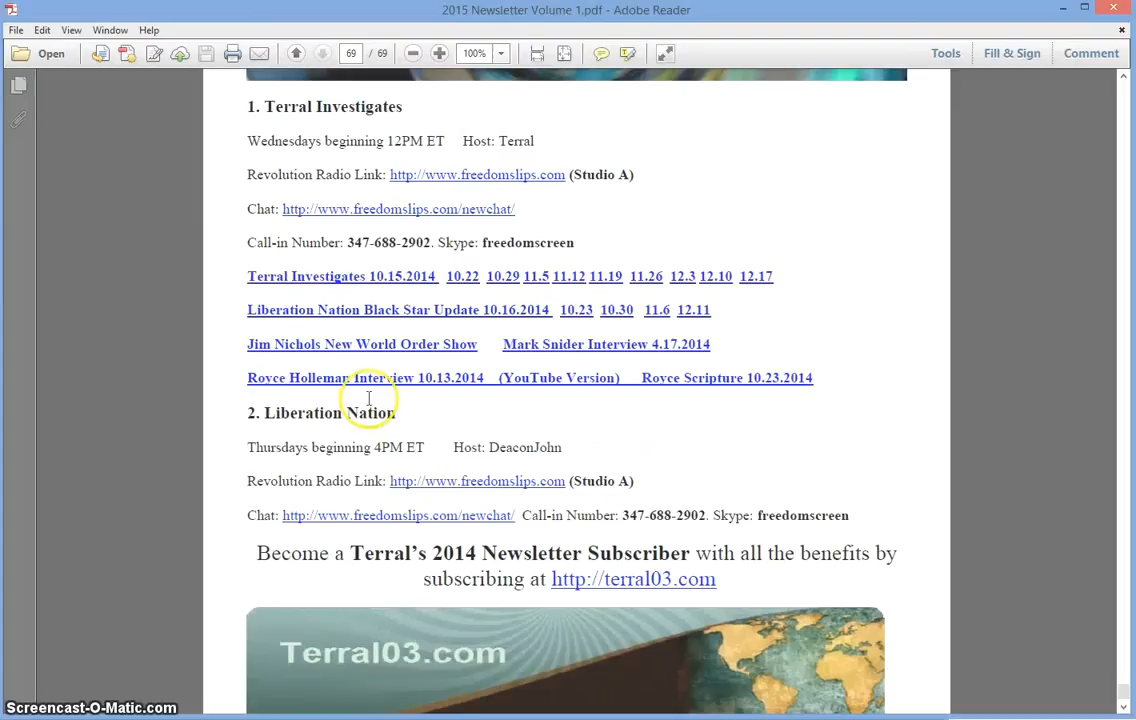 2015 Newsletter Volume 1.pdf - Adobe Reader
File Edit View Window Help
Open 69 / 69 100% Tools Fill & Sign Comment
1. Terral Investigates
Wednesdays beginning 12PM ET Host: Terral
Revolution Radio Link: http://www.freedomslips.com (Studio A)
Chat: http://www.freedomslips.com/newchat/
Call-in Number: 347-688-2902. Skype: freedomscreen
Terral Investigates 10.15.2014 10.22 10.29 11.5 11.12 11.19 11.26 12.3 12.10 12.17
Liberation Nation Black Star Update 10.16.2014 10.23 10.30 11.6 12.11
Jim Nichols New World Order Show Mark Snider Interview 4.17.2014
Royce Holleman Interview 10.13.2014 (YouTube Version) Royce Scripture 10.23.2014
2. Liberation Nation
Thursdays beginning 4PM ET Host: DeaconJohn
Revolution Radio Link: http://www.freedomslips.com (Studio A)
Chat: http://www.freedomslips.com/newchat/ Call-in Number: 347-688-2902. Skype: freedomscreen
Become a Terral's 2014 Newsletter Subscriber with all the benefits by
subscribing at http://terral03.com
Terral03.com
Screencast-O-Matic.com